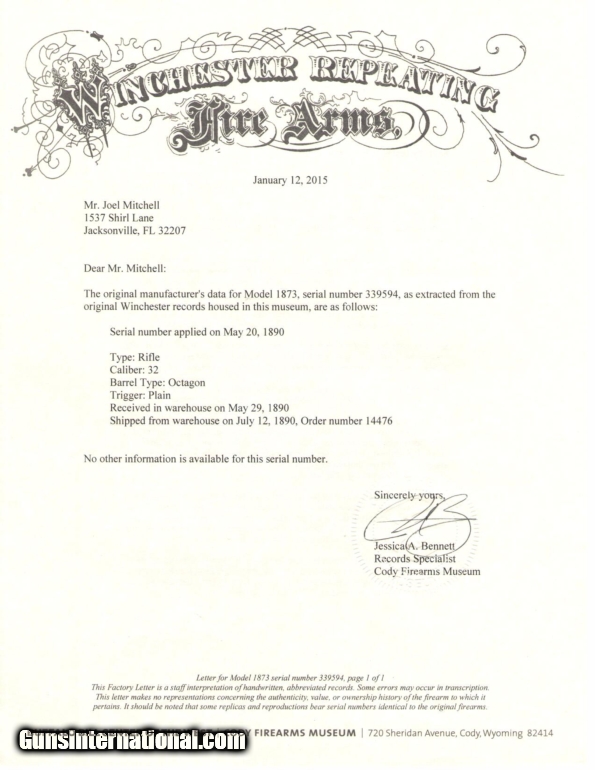 WINCHESTER REPEATING
Fire Arms,
January 12, 2015
Mr. Joel Mitchell
1537 Shirl Lane
Jacksonville, FL 32207
Dear Mr. Mitchell:
The original manufacturer's data for Model 1873, serial number 339594, as extracted from the
original Winchester records housed in this museum, are as follows:
Serial number applied on May 20, 1890
Type: Rifle
Caliber: 32
Barrel Type: Octagon
Trigger: Plain
Received in warehouse on May 29, 1890
Shipped from warehouse on July 12, 1890, Order number 14476
No other information is available for this serial number.
Sincerely yours,
Jessica A. Bennett
Records Specialist
Cody Firearms Museum
Letter for Model 1873 serial number 339594, page 1 of 1
This Factory Letter is a staff interpretation of handwritten, abbreviated records. Some errors may occur in transcription.
This letter makes no representations concerning the authenticity, value, or ownership history of the firearm to which it
pertains. It should be noted that some replicas and reproductions bear serial numbers identical to the original firearms.
CODY FIREARMS MUSEUM | 720 Sheridan Avenue, Cody, Wyoming 82414
GunsInternational.com